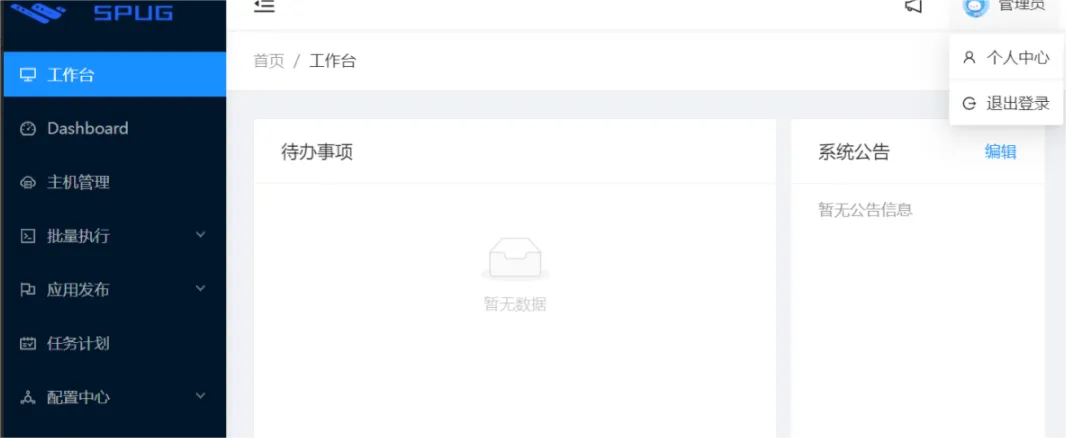 SPUG
管理员
首页 / 工作台
个人中心
退出登录
工作台
Dashboard
主机管理
批量执行
应用发布
任务计划
配置中心
待办事项
暂无数据
系统公告 编辑
暂无公告信息